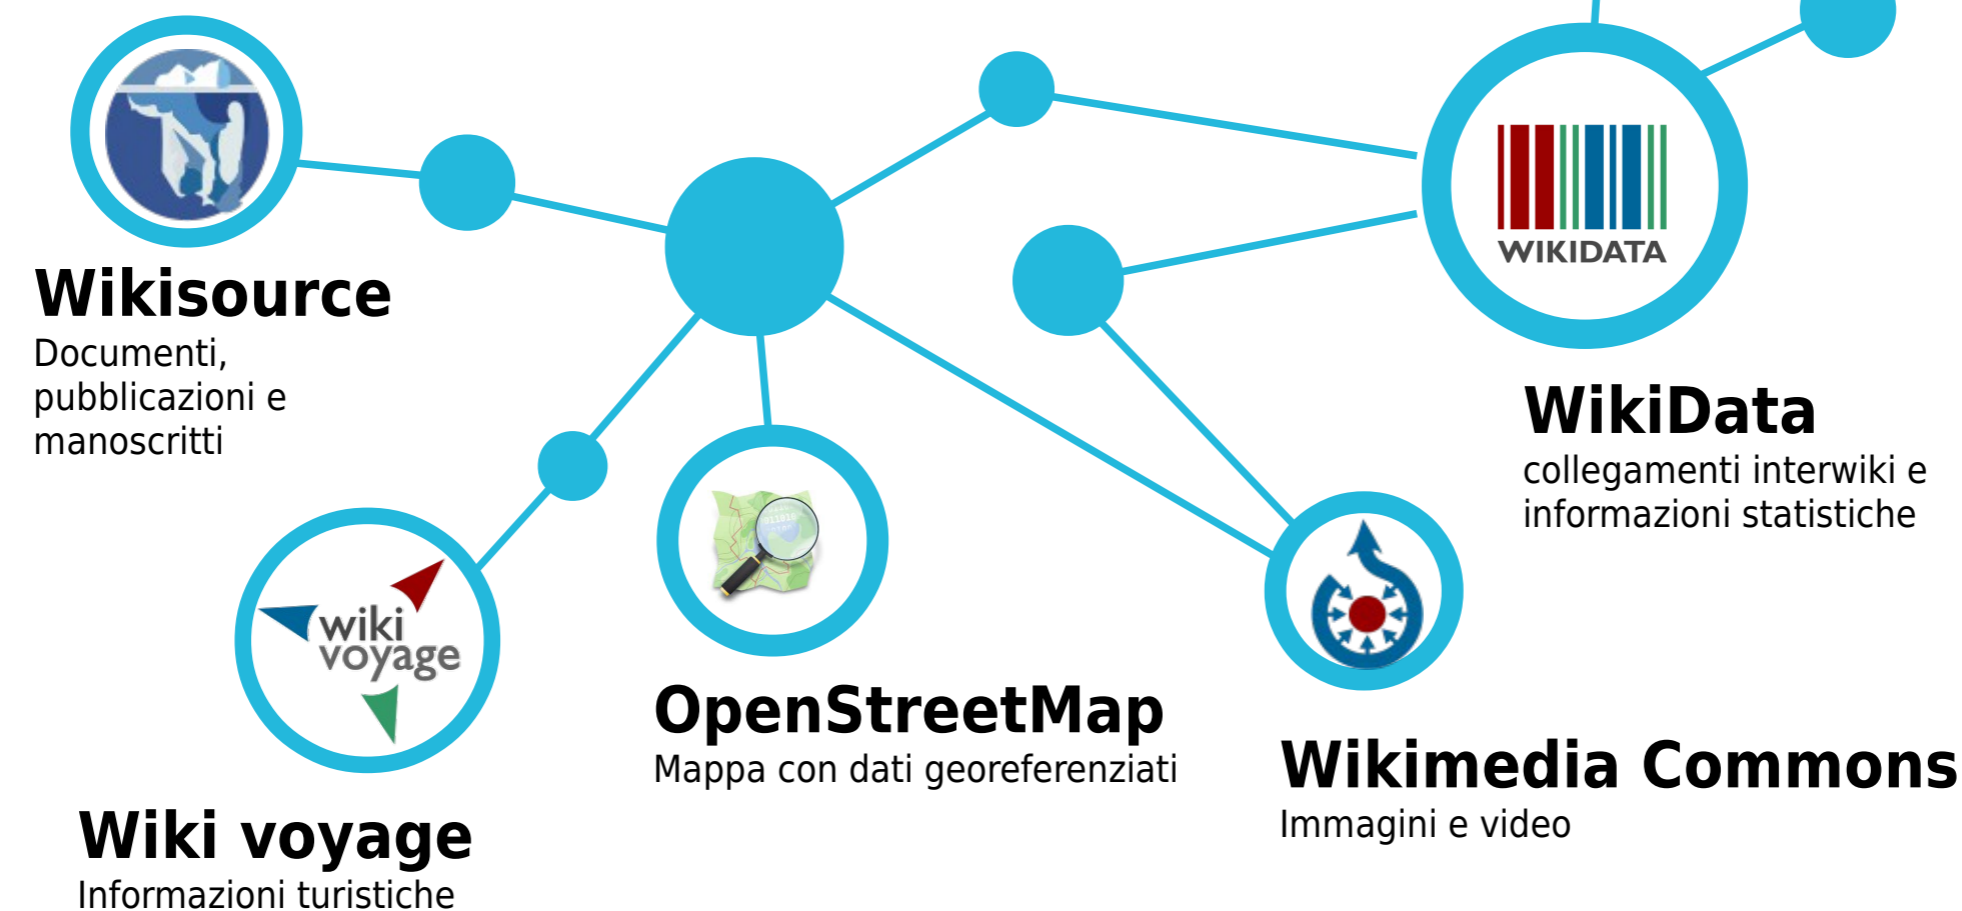 WIKIDATA
Wikisource
Documenti,
pubblicazioni e
manoscritti
WikiData
collegamenti interwiki e
informazioni statistiche
wiki
voyage
OpenStreetMap
Mappa con dati georeferenziati
Wikimedia Commons
Immagini e video
Wiki voyage
Informazioni turistiche